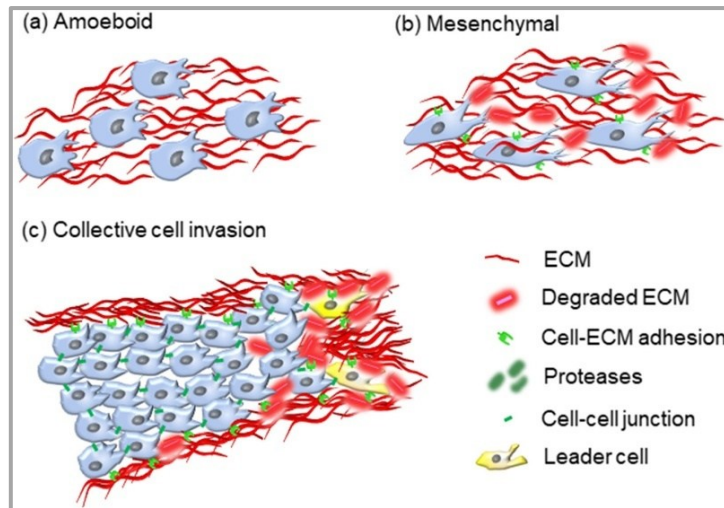 (a) Amoeboid
(b) Mesenchymal
(c) Collective cell invasion
ECM
Degraded ECM
Cell-ECM adhesion
Proteases
Cell-cell junction
Leader cell